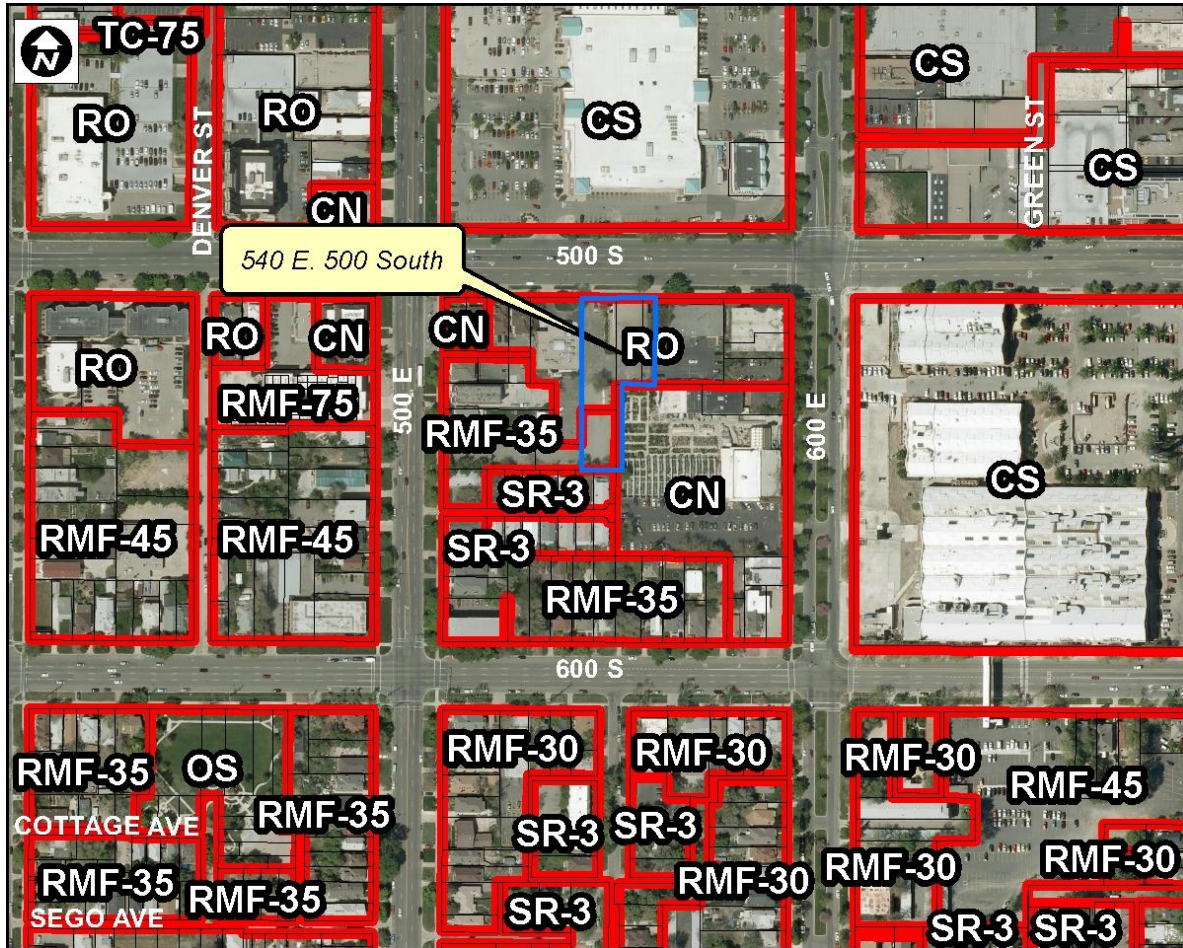 N
TC-75
RO
DENVER ST
RO
CN
CS
CS
GREEN ST
CS
540 E. 500 South
500 S
RO
RO
CN
RMF-75
RMF-45
RMF-45
500 E
CN
RO
RMF-35
SR-3
CN
SR-3
RMF-35
600 E
CS
600 S
RMF-35
OS
RMF-35
COTTAGE AVE
RMF-35
RMF-35
SEGO AVE
RMF-30
RMF-30
SR-3
SR-3
RMF-30
SR-3
RMF-30
RMF-45
RMF-30
RMF-30
SR-3
SR-3